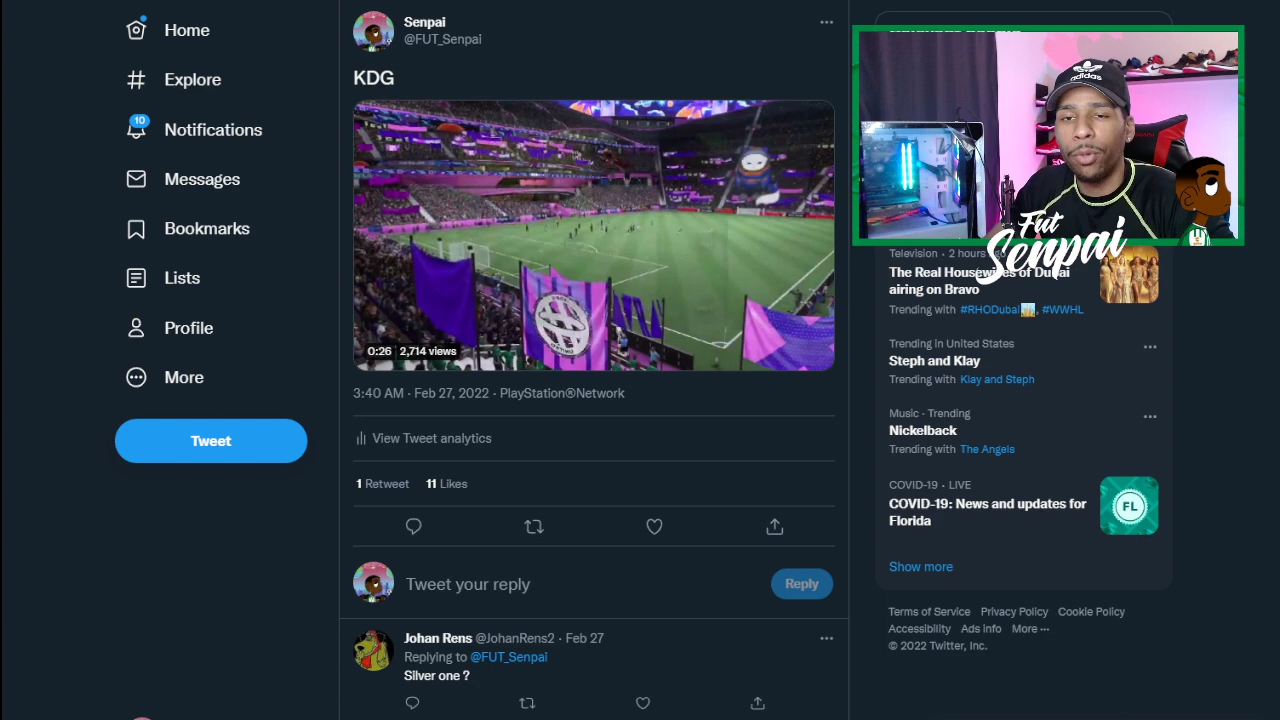 Home
Explore
10
Notifications
Messages
Bookmarks
Lists
Profile
More
Tweet
Senpai
@FUT_Senpai
KDG
0:26 2,714 views
3:40 AM · Feb 27, 2022 · PlayStation®Network
View Tweet analytics
1 Retweet 11 Likes
Tweet your reply
Reply
Johan Rens @JohanRens2 · Feb 27
Replying to @FUT_Senpai
Silver one ?
adidas
Fut
Senpai
Television · 2 hours ago
The Real Housewives of Dubai
airing on Bravo
Trending with #RHODubai, #WWHL
Trending in United States
Steph and Klay
Trending with Klay and Steph
Music · Trending
Nickelback
Trending with The Angels
COVID-19 · LIVE
COVID-19: News and updates for
Florida
FL
Show more
Terms of Service Privacy Policy Cookie Policy
Accessibility Ads info More ···
© 2022 Twitter, Inc.